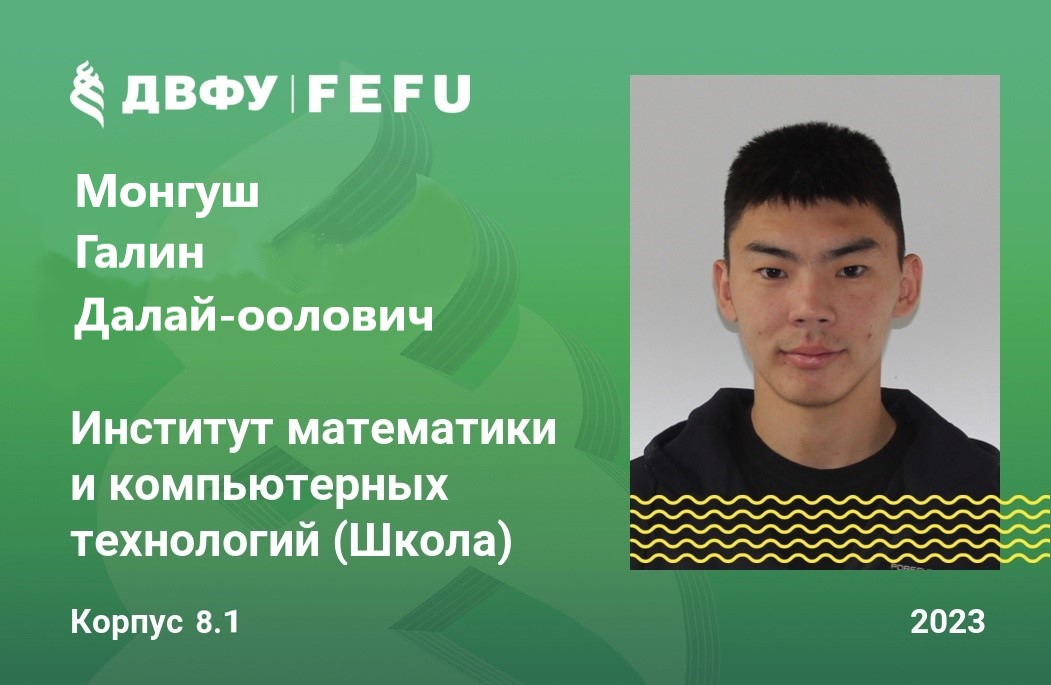 ДВФУ | FEFU
Монгуш
Галин
Далай-оолович
Институт математики
и компьютерных
технологий (Школа)
Корпус 8.1
2023